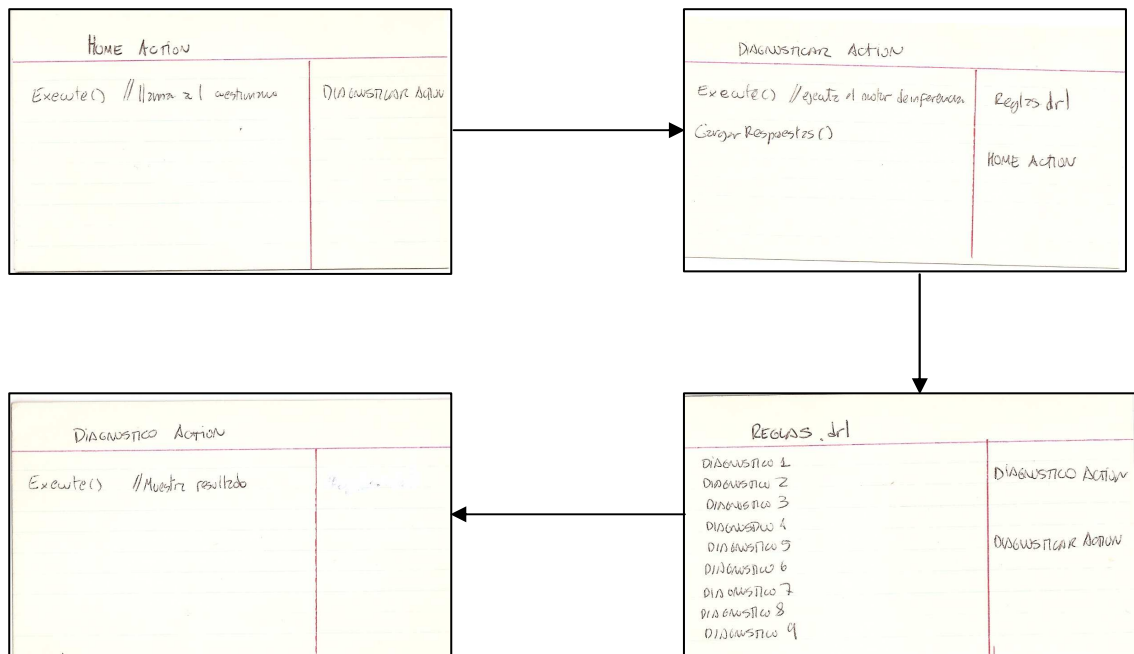 HOME ACTION
Execute() //llama al cuestionario
DIAGNOSTICAR ACTION
DIAGNOSTICAR ACTION
Execute() //ejecuta el motor de inferencia
Reglas drl
Cargar Respuestas()
HOME ACTION
DIAGNOSTICO ACTION
Execute() //Muestra resultado
REGLAS.drl
DIAGNOSTICO 1
DIAGNOSTICO 2
DIAGNOSTICO 3
DIAGNOSTICO 4
DIAGNOSTICO 5
DIAGNOSTICO 6
DIAGNOSTICO 7
DIAGNOSTICO 8
DIAGNOSTICO 9
DIAGNOSTICO ACTION
DIAGNOSTICAR ACTION